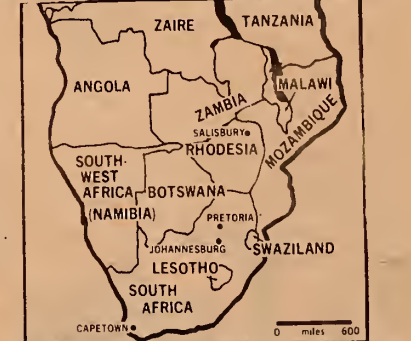 ZAIRE
TANZANIA
ANGOLA
MALAWI
ZAMBIA
MOZAMBIQUE
SALISBURY
RHODESIA
SOUTH-
WEST
AFRICA
(NAMIBIA)
BOTSWANA
PRETORIA
JOHANNESBURG
SWAZILAND
LESOTHO
SOUTH
AFRICA
CAPETOWN
0 miles 600